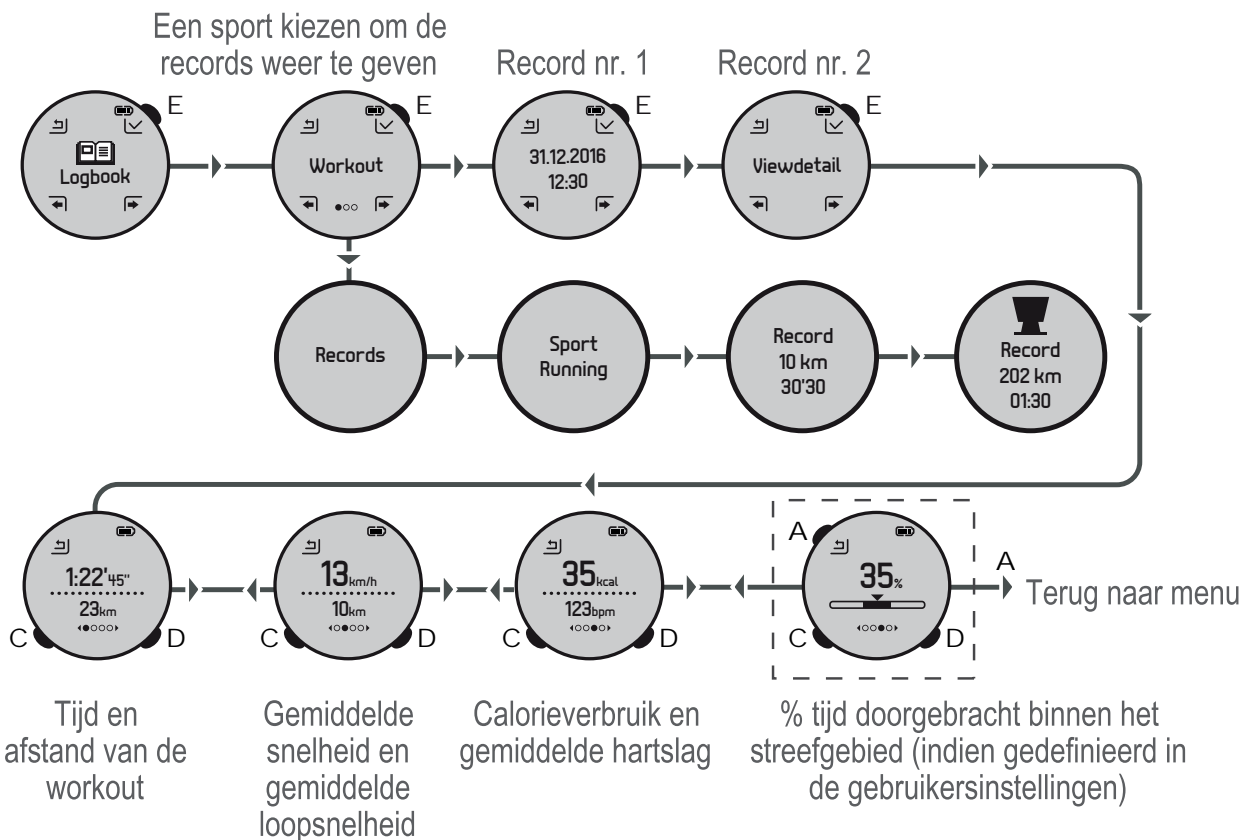 Een sport kiezen om de
records weer te geven
Record nr. 1
Record nr. 2
E
Logbook
E
Workout
E
31.12.2016
12:30
E
Viewdetail
Records
Sport
Running
Record
10 km
30'30
Record
202 km
01:30
1:22'45"
23km
C
D
13km/h
10km
C
D
35kcal
123bpm
C
D
A
35%
C
D
A
Terug naar menu
Tijd en
afstand van de
workout
Gemiddelde
snelheid en
gemiddelde
loopsnelheid
Calorieverbruik en
gemiddelde hartslag
% tijd doorgebracht binnen het
streefgebied (indien gedefinieerd in
de gebruikersinstellingen)